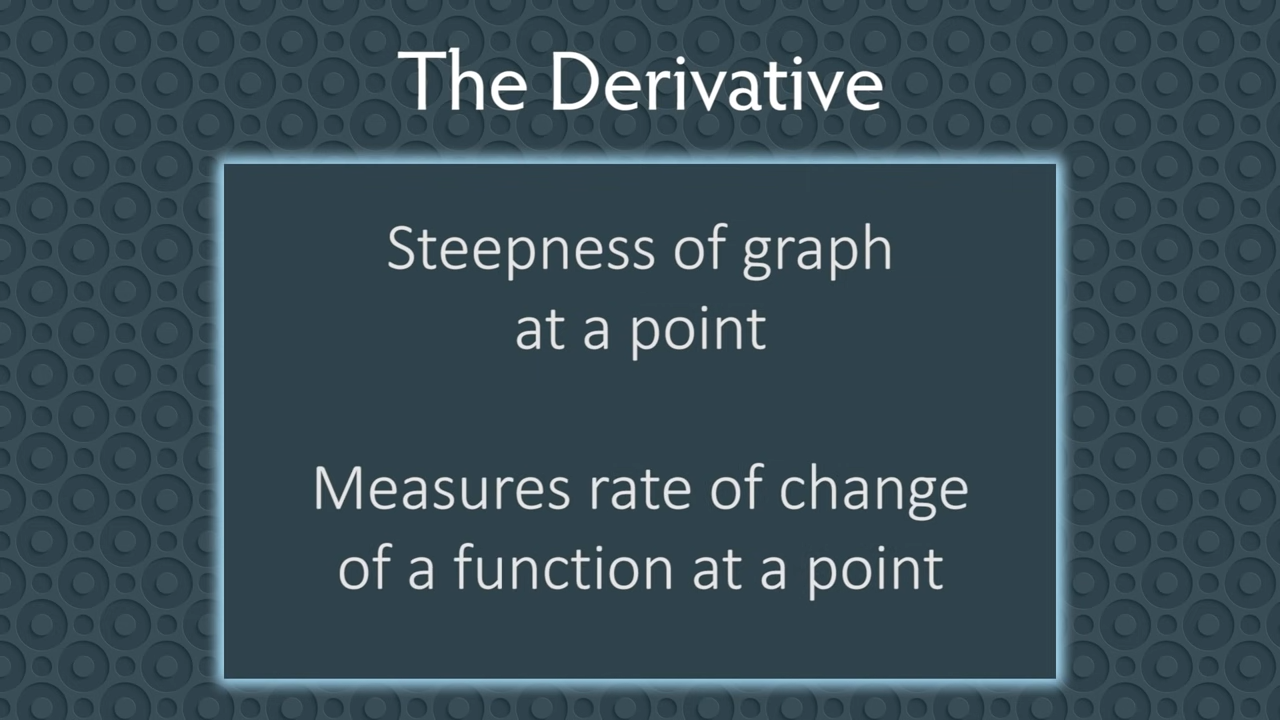 The Derivative
Steepness of graph
at a point
Measures rate of change
of a function at a point